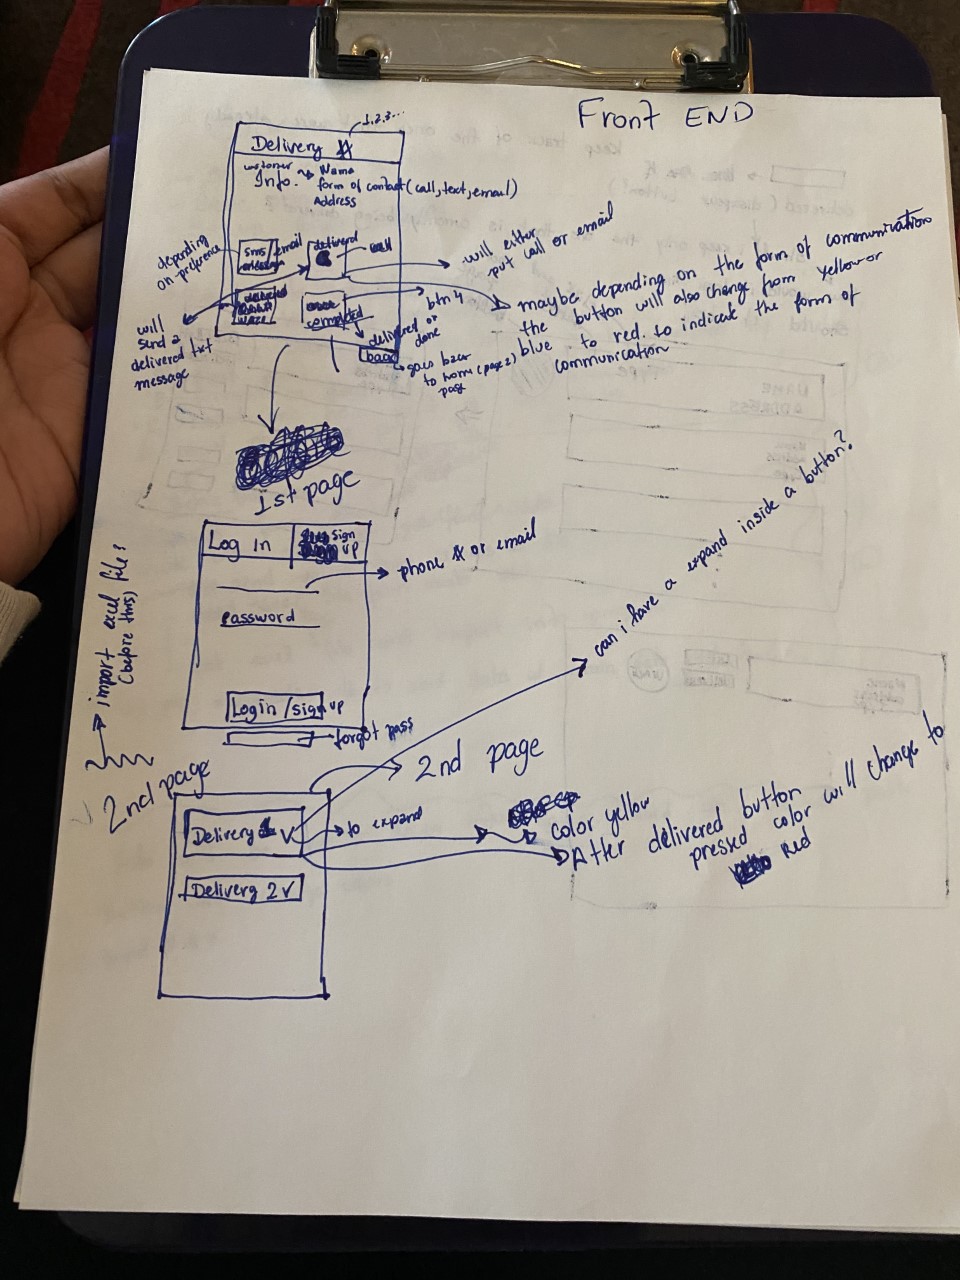 Front END
1.2.3...
Delivery #
customer
Info.
Name
form of contact (call, text, email)
Address
depending
on preference
sms
email
delivered
call
will either
put call or email
will
send a
delivered txt
message
completed
btn 4
delivered or
done
back
goes back
to home (page 2)
page
maybe depending on the form of communication
the button will also change from yellow or
blue to red. to indicate the form of
communication
1st page
Log In
sign
up
phone # or email
password
Login / sign up
forgot pass
import excel file?
(before this)
can i have a expand inside a button?
2nd page
2nd page
Delivery 1 V
to expand
color yellow
After delivered button
pressed color will change to
Red
Delivery 2 V